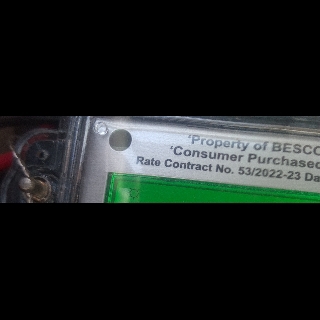 'Property of BESCO
'Consumer Purchased
Rate Contract No. 53/2022-23 Da